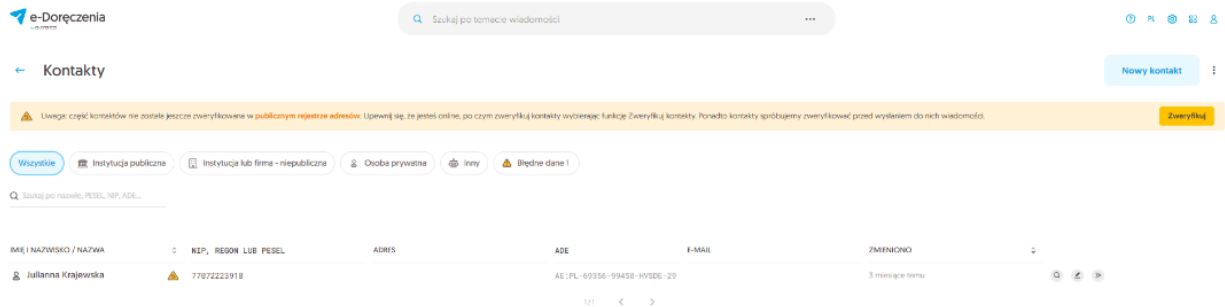 e-Doręczenia
Szukaj po temacie wiadomości
PL
Kontakty
Nowy kontakt
Uwaga: część kontaktów nie została jeszcze zweryfikowana w publicznym rejestrze adresów. Upewnij się, że jesteś online, po czym zweryfikuj kontakty wybierając funkcję Zweryfikuj kontakty. Ponadto kontakty spróbujemy zweryfikować przed wysłaniem do nich wiadomości.
Zweryfikuj
Wszystkie Instytucja publiczna Instytucja lub firma - niepubliczna Osoba prywatna Inny Błędne dane 1
Szukaj po nazwie, PESEL, NIP, ADE...
IMIĘ I NAZWISKO / NAZWA NIP, REGON LUB PESEL ADRES ADE E-MAIL ZMIENIONO
Julianna Krajewska 77072223918 AE:PL-69356-99458-HVSDE-29 3 miesiące temu
1/1